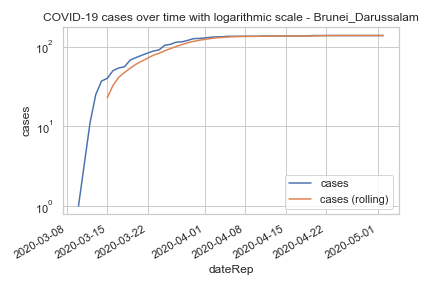 COVID-19 cases over time with logarithmic scale - Brunei_Darussalam
cases
10²
10¹
10⁰
cases
cases (rolling)
2020-03-08
2020-03-15
2020-03-22
2020-04-01
2020-04-08
2020-04-15
2020-04-22
2020-05-01
dateRep